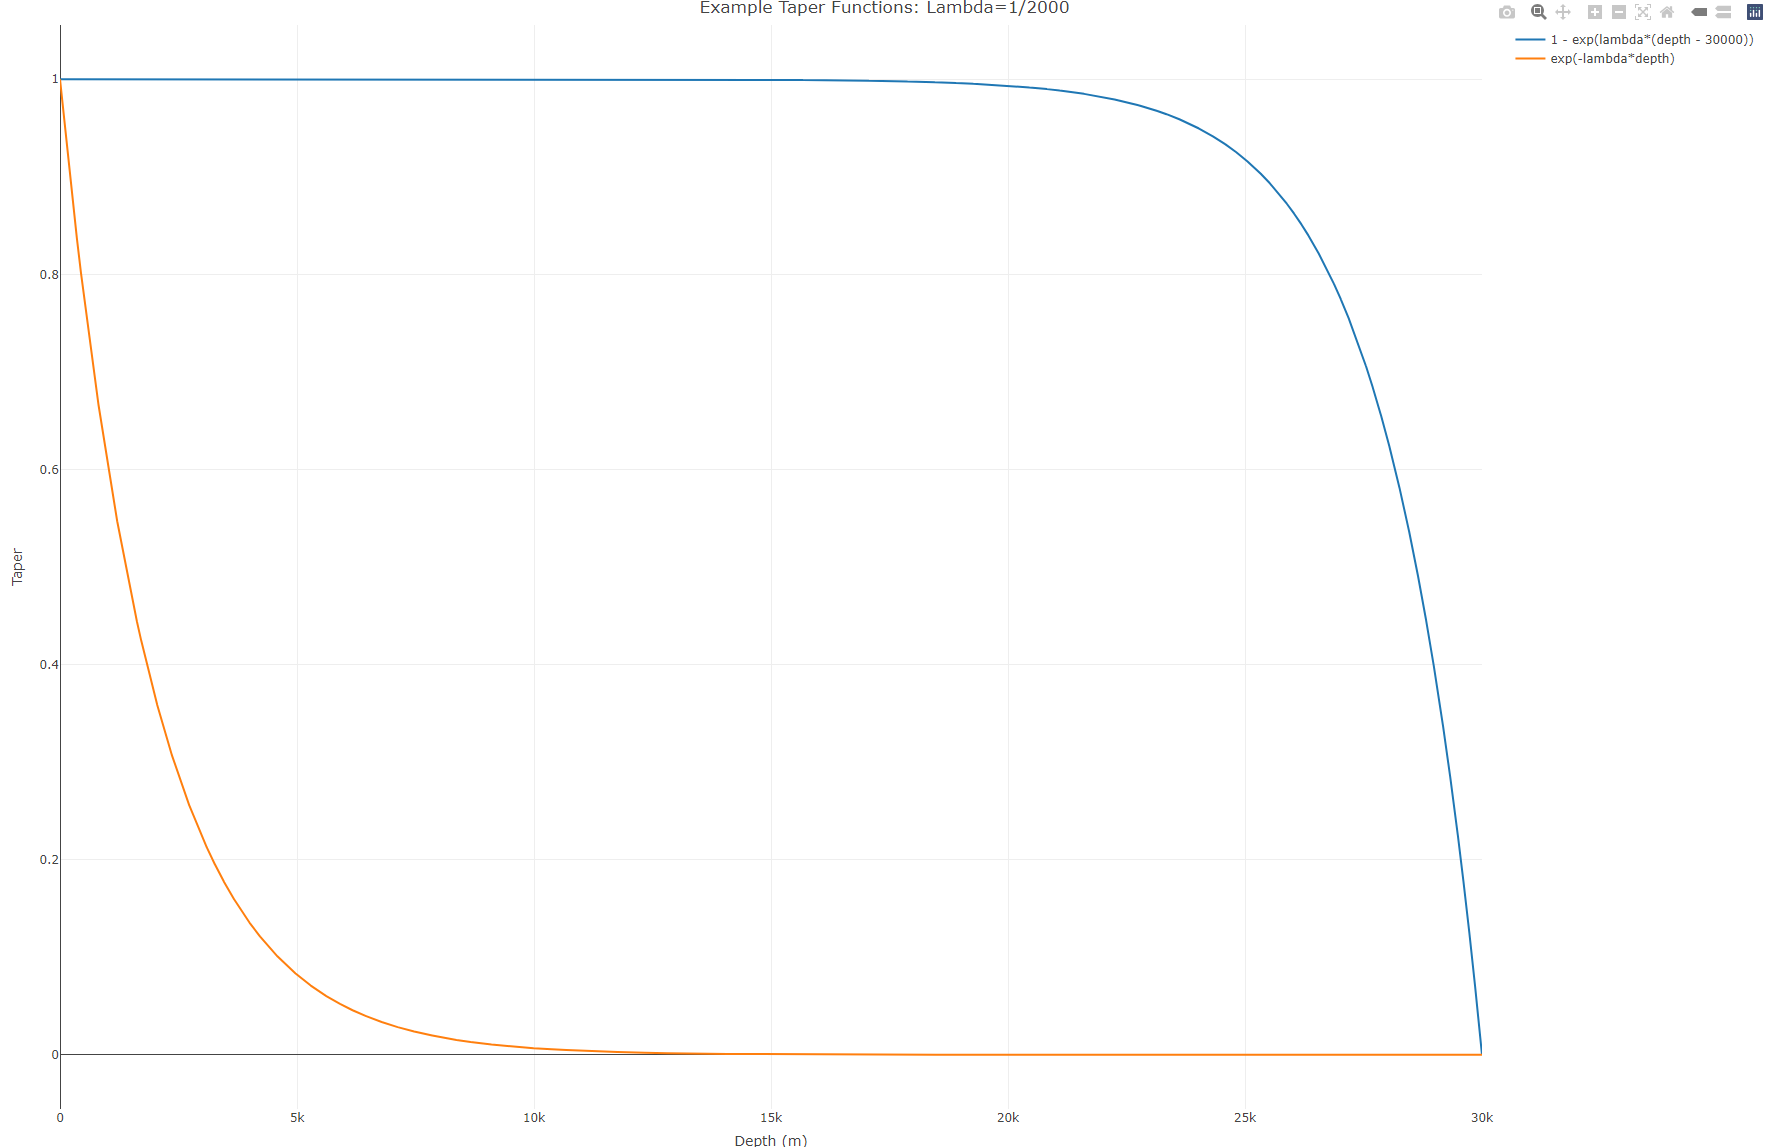 Example Taper Functions: Lambda=1/2000
1 - exp(lambda*(depth - 30000))
exp(-lambda*depth)
1
0.8
0.6
0.4
0.2
0
Taper
0 5k 10k 15k 20k 25k 30k
Depth (m)